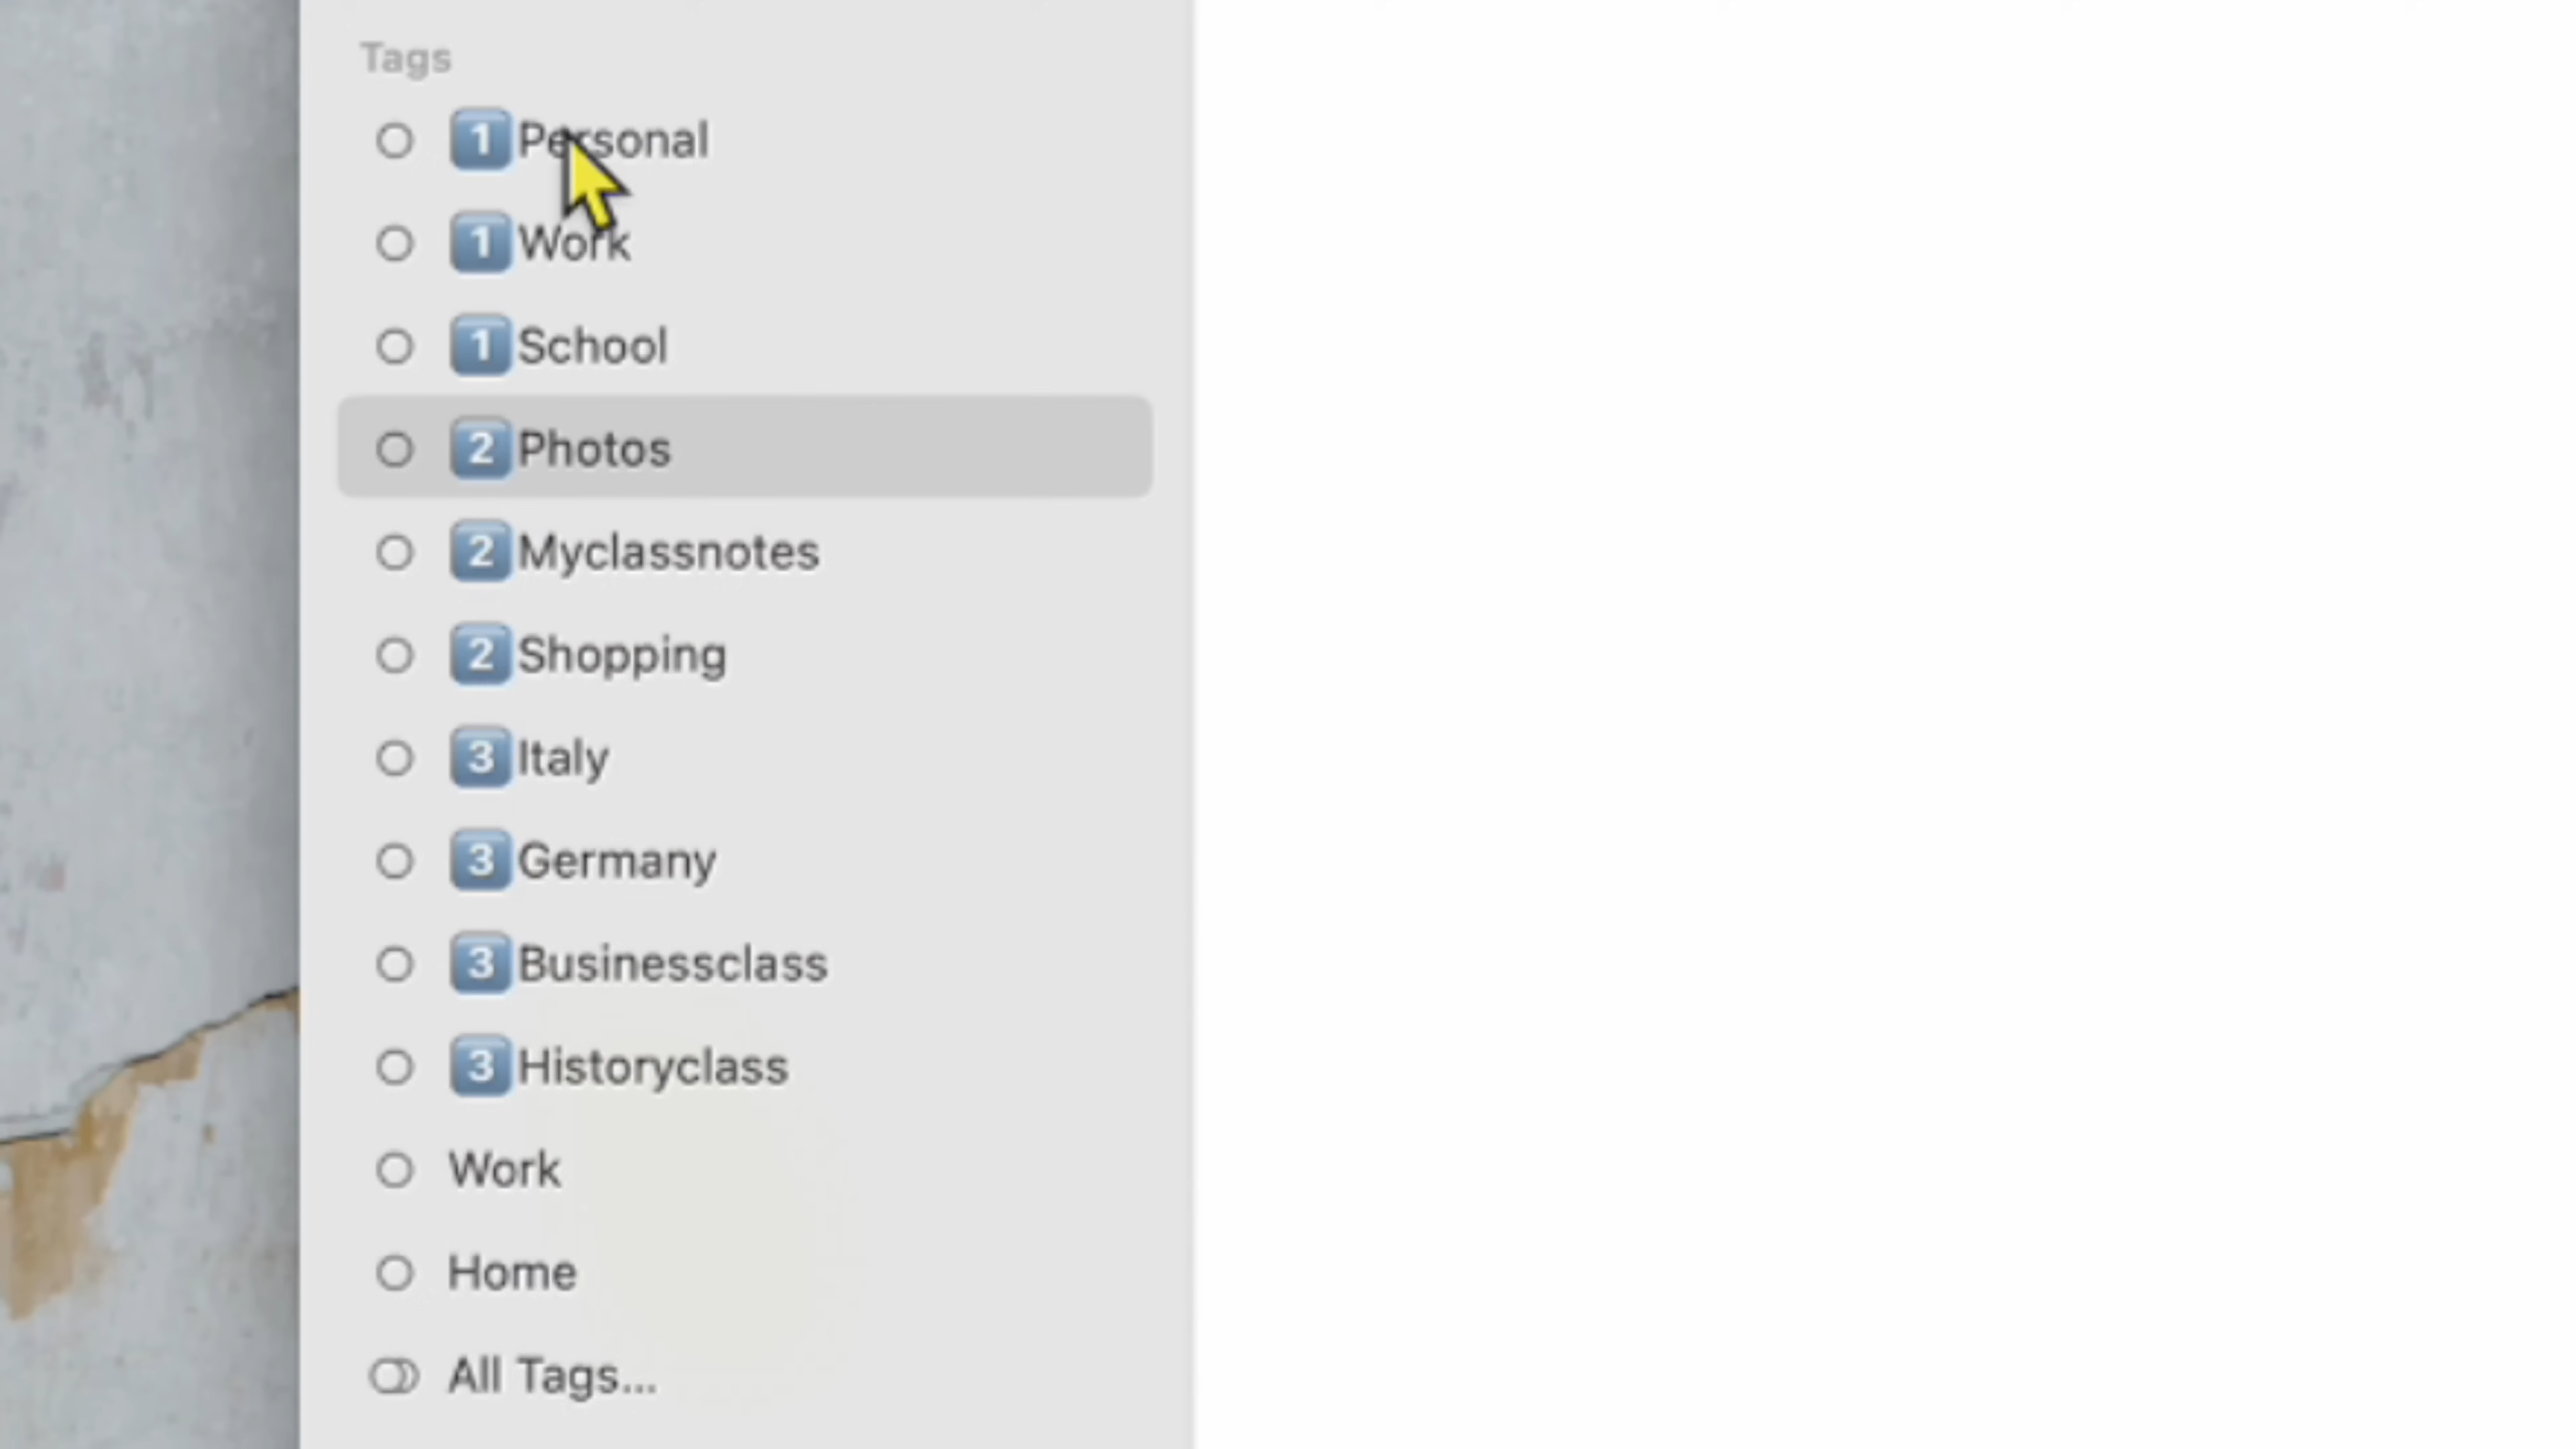 Tags
1️⃣Personal
1️⃣Work
1️⃣School
2️⃣Photos
2️⃣Myclassnotes
2️⃣Shopping
3️⃣Italy
3️⃣Germany
3️⃣Businessclass
3️⃣Historyclass
Work
Home
All Tags...